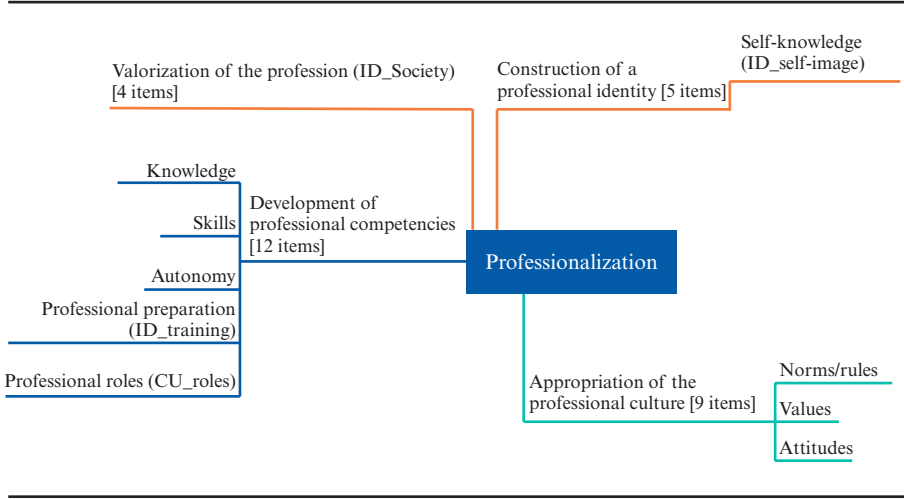 Valorization of the profession (ID_Society)
[4 items]
Construction of a
professional identity [5 items]
Self-knowledge
(ID_self-image)
Knowledge
Skills
Autonomy
Professional preparation
(ID_training)
Professional roles (CU_roles)
Development of
professional competencies
[12 items]
Professionalization
Appropriation of the
professional culture [9 items]
Norms/rules
Values
Attitudes